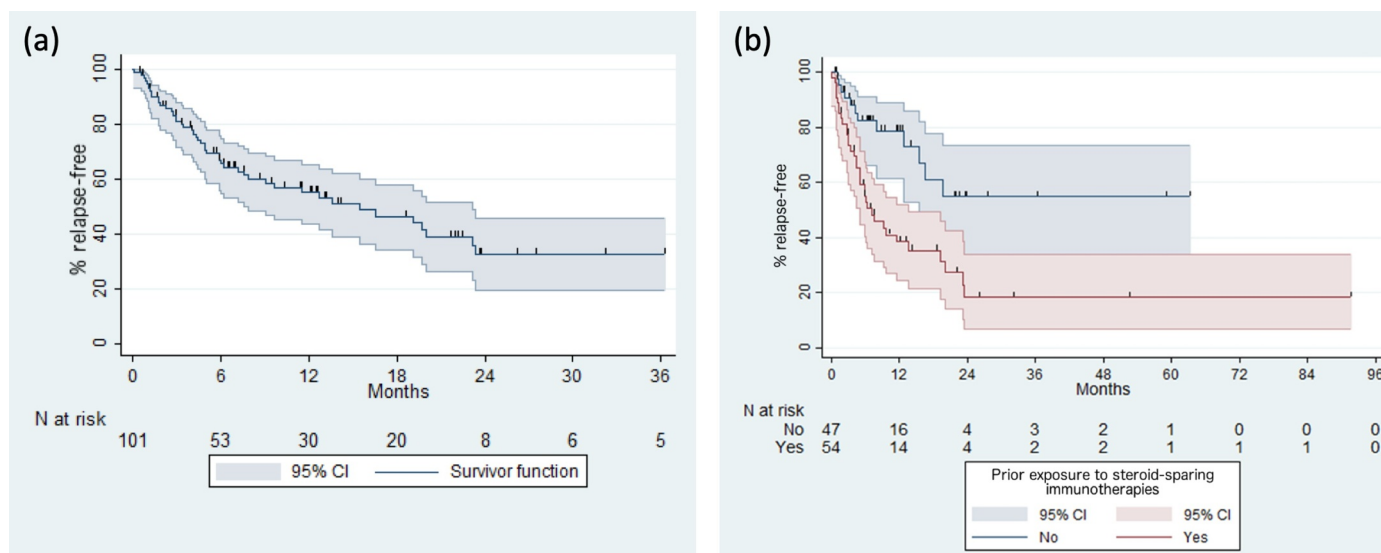 (a)
% relapse-free
100
80
60
40
20
0
0 6 12 18 24 30 36
Months
N at risk
101 53 30 20 8 6 5
95% CI Survivor function
(b)
% relapse-free
100
80
60
40
20
0
0 12 24 36 48 60 72 84 96
Months
N at risk
No 47 16 4 3 2 1 0 0 0
Yes 54 14 4 2 2 1 1 1 0
Prior exposure to steroid-sparing
immunotherapies
95% CI 95% CI
No Yes